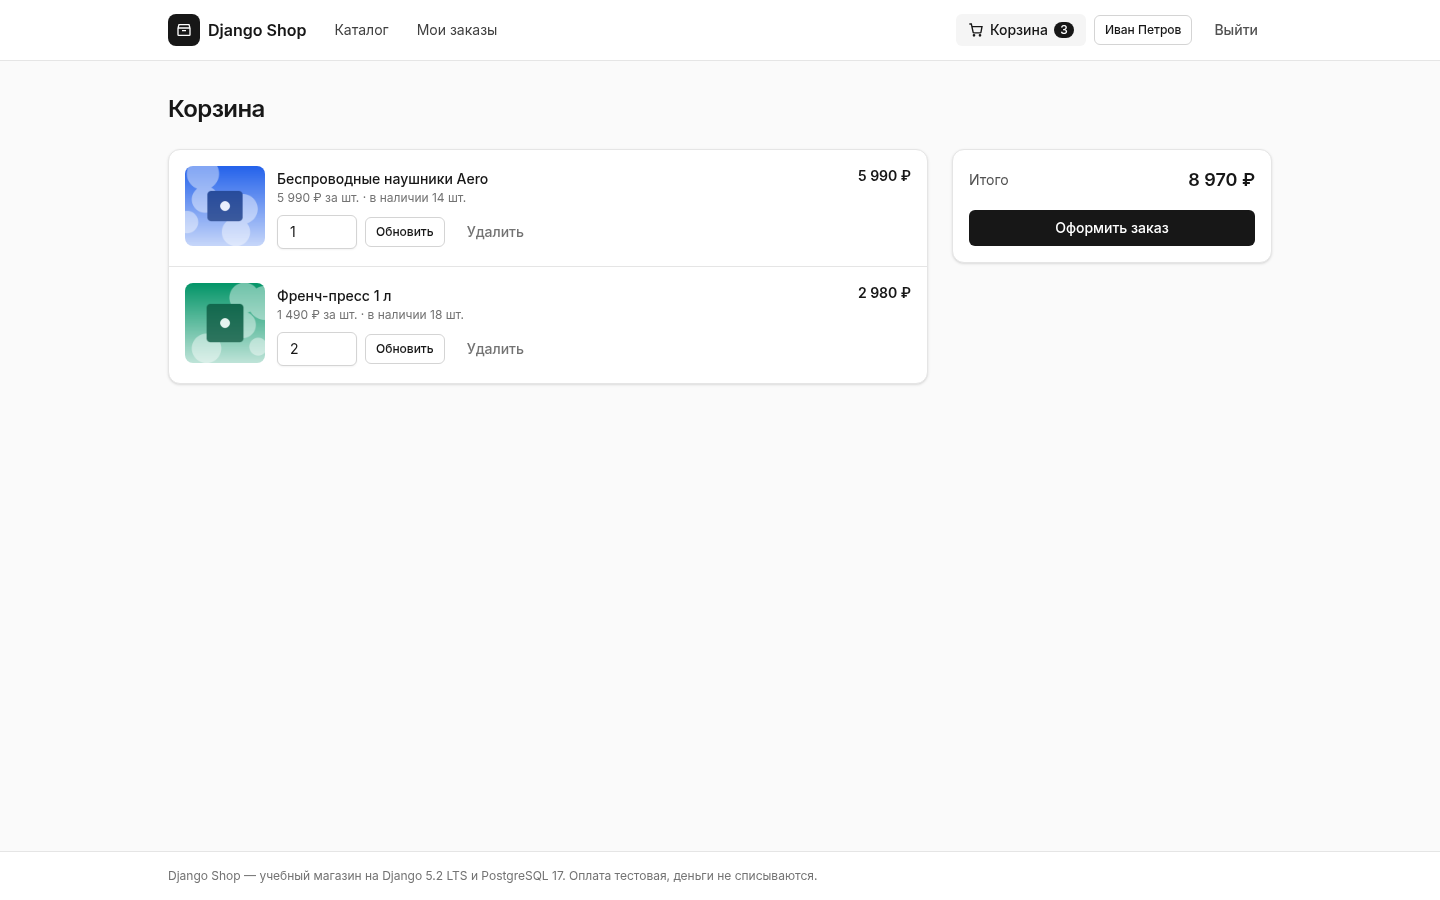 Django Shop Каталог Мои заказы Корзина 3 Иван Петров Выйти
Корзина
Беспроводные наушники Aero 5 990 ₽
5 990 ₽ за шт. · в наличии 14 шт.
1 Обновить Удалить
Френч-пресс 1 л 2 980 ₽
1 490 ₽ за шт. · в наличии 18 шт.
2 Обновить Удалить
Итого 8 970 ₽
Оформить заказ
Django Shop — учебный магазин на Django 5.2 LTS и PostgreSQL 17. Оплата тестовая, деньги не списываются.